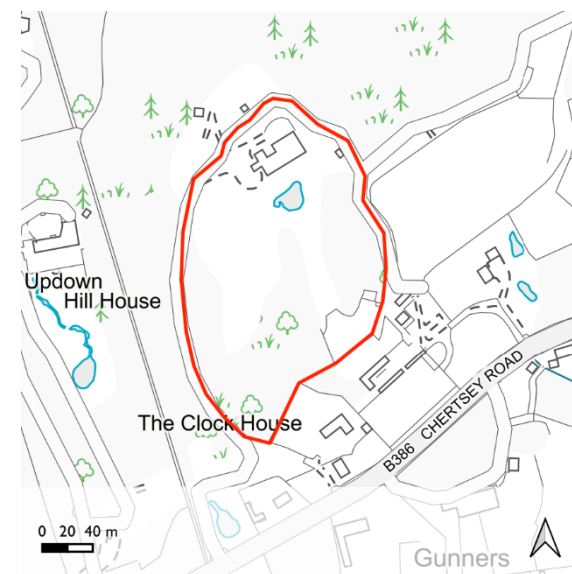 Updown
Hill House
The Clock House
B386 CHERTSEY ROAD
0 20 40 m
Gunners